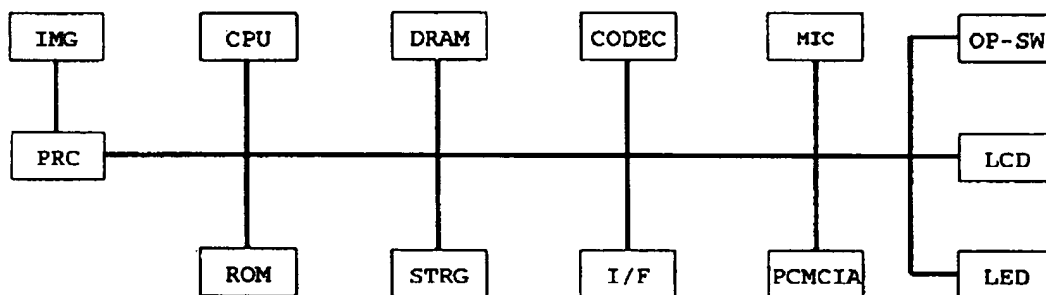 IMG CPU DRAM CODEC MIC OP-SW
PRC LCD
ROM STRG I/F PCMCIA LED